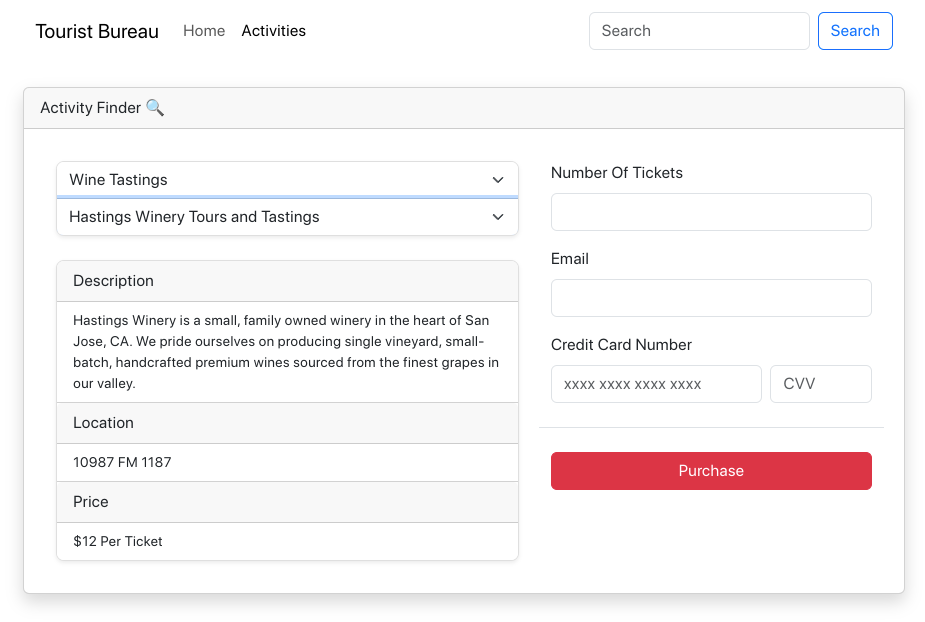 Tourist Bureau Home Activities Search Search
Activity Finder 🔍
Wine Tastings
Hastings Winery Tours and Tastings
Description
Hastings Winery is a small, family owned winery in the heart of San
Jose, CA. We pride ourselves on producing single vineyard, small-
batch, handcrafted premium wines sourced from the finest grapes in
our valley.
Location
10987 FM 1187
Price
$12 Per Ticket
Number Of Tickets
Email
Credit Card Number
xxxx xxxx xxxx xxxx CVV
Purchase